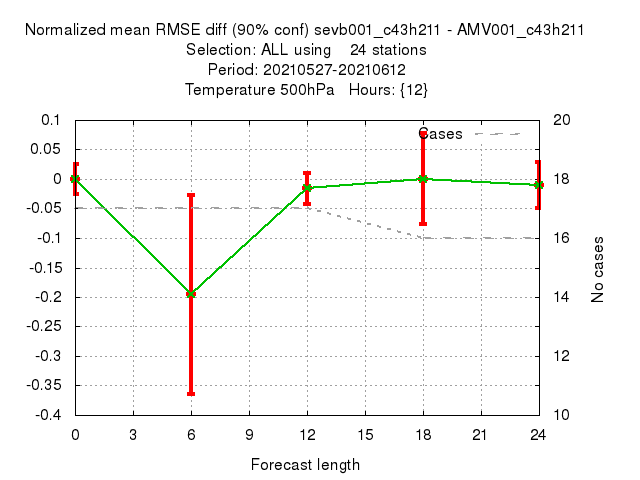 Normalized mean RMSE diff (90% conf) sevb001_c43h211 - AMV001_c43h211
Selection: ALL using    24 stations
Period: 20210527-20210612
Temperature 500hPa   Hours: {12}
Cases
0.1
0.05
0
-0.05
-0.1
-0.15
-0.2
-0.25
-0.3
-0.35
-0.4
20
18
16
14
12
10
No cases
0 3 6 9 12 15 18 21 24
Forecast length